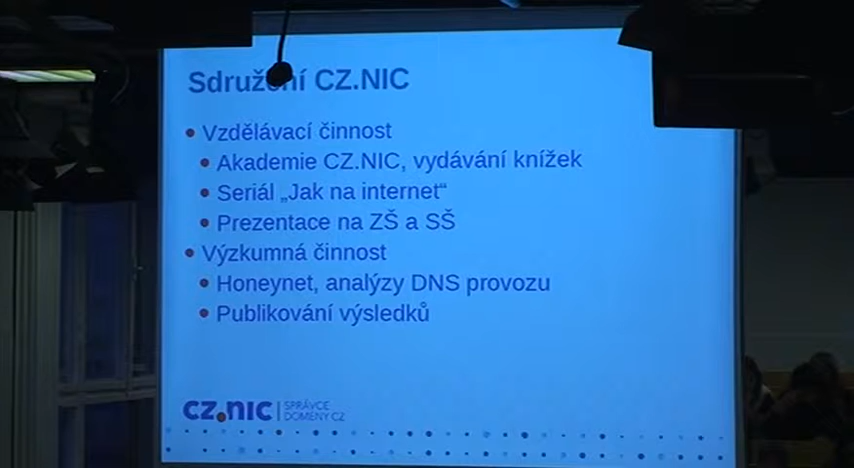 Sdružení CZ.NIC
Vzdělávací činnost
Akademie CZ.NIC, vydávání knížek
Seriál „Jak na internet“
Prezentace na ZŠ a SŠ
Výzkumná činnost
Honeynet, analýzy DNS provozu
Publikování výsledků
CZ.NIC SPRÁVCE
DOMÉNY CZ